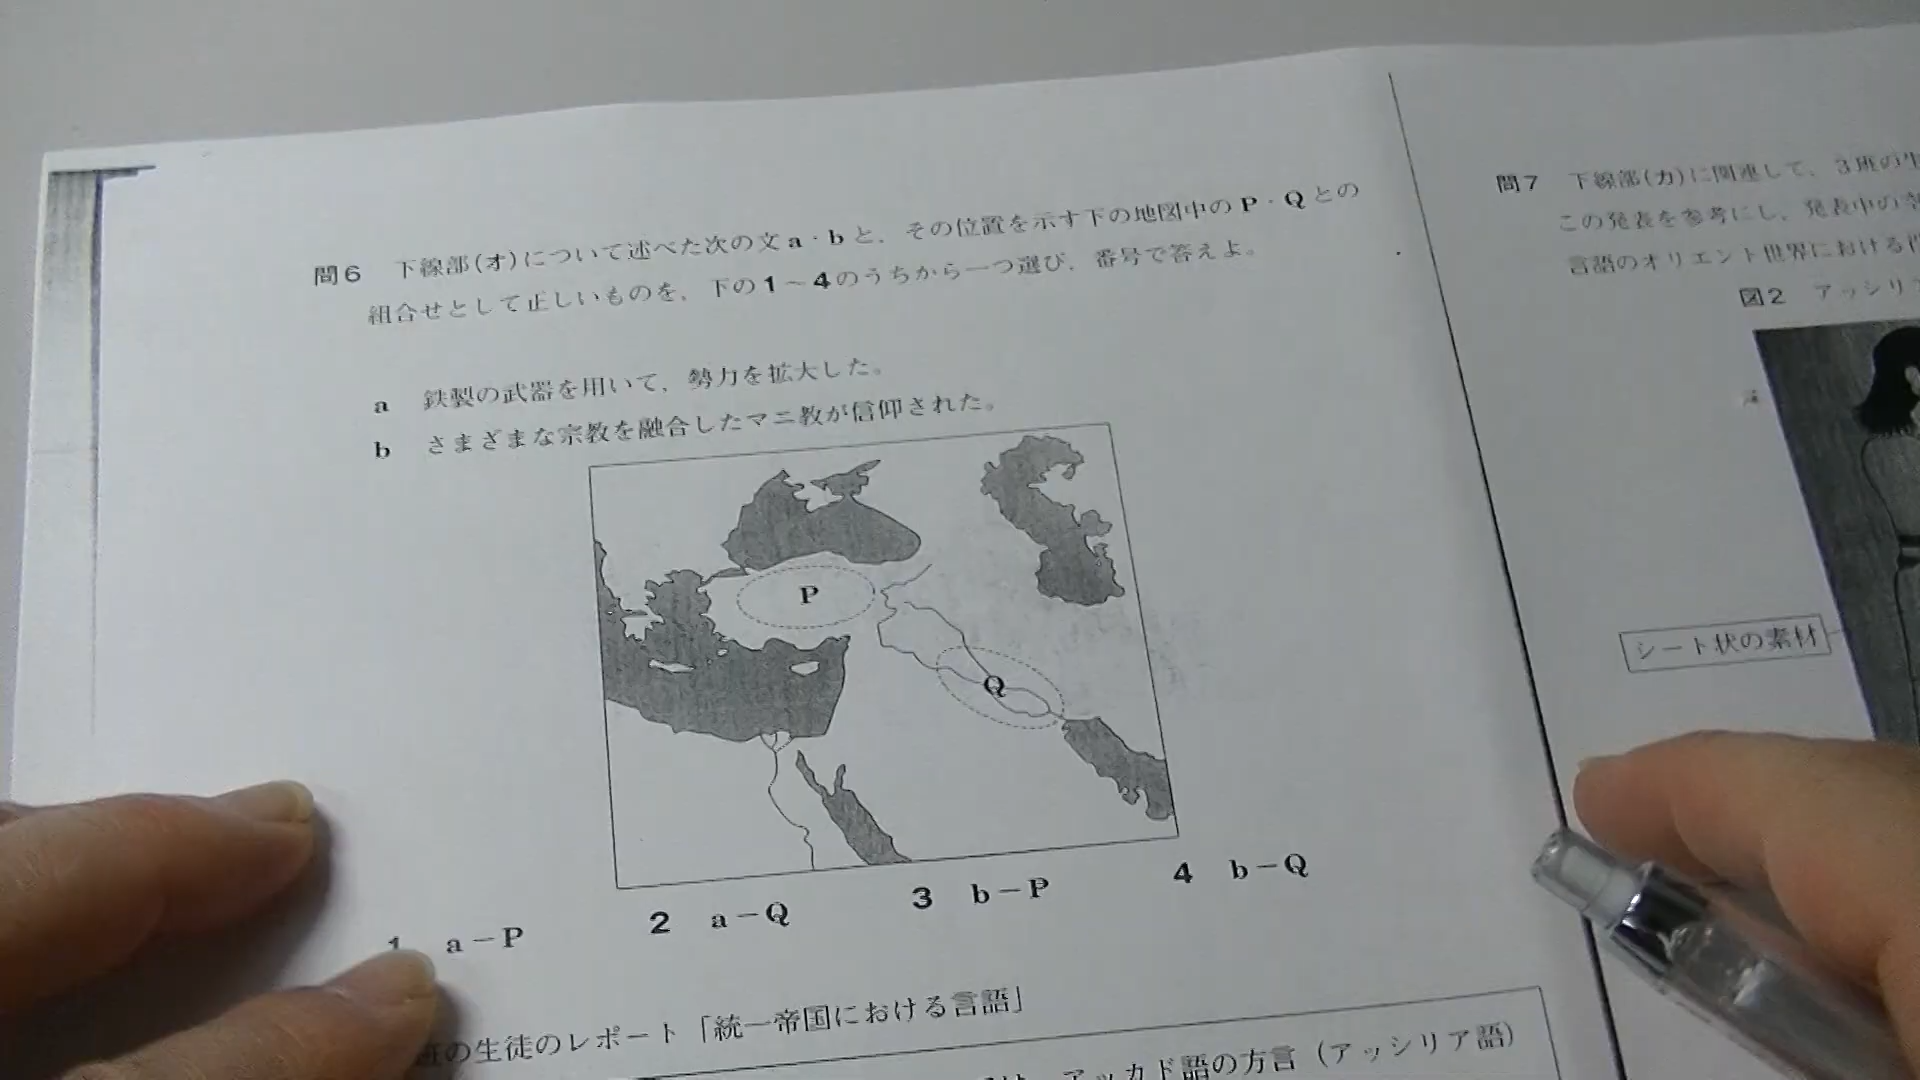 問6 下線部(オ)について述べた次の文a・bと、その位置を示す下の地図中のP・Qとの
組合せとして正しいものを、下の1~4のうちから一つ選び、番号で答えよ。
a 鉄製の武器を用いて、勢力を拡大した。
b さまざまな宗教を融合したマニ教が信仰された。
P
Q
1 a-P
2 a-Q
3 b-P
4 b-Q
班の生徒のレポート「統一帝国における言語」
アッカド語の方言(アッシリア語)
問7 下線部(カ)に関連して、3班の
この発表を参考にし、発表中の
言語のオリエント世界における
図2 アッシリ
シート状の素材